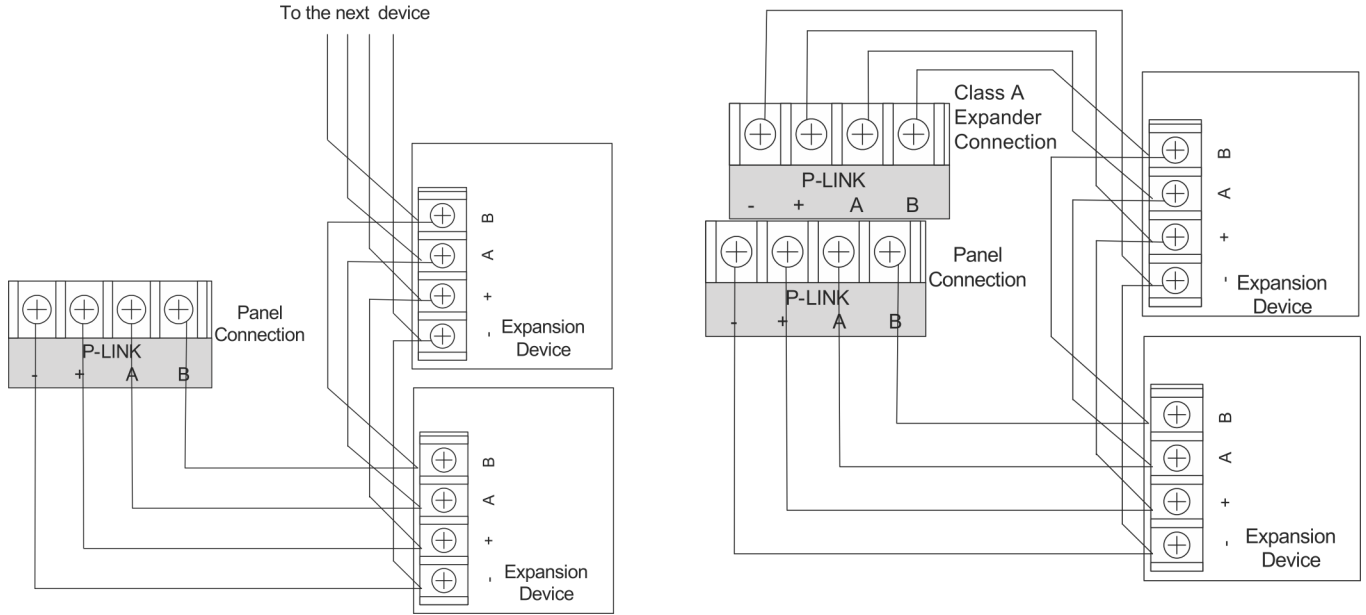 To the next device
B
A
+
-
Expansion
Device
Panel
Connection
P-LINK
- + A B
B
A
+
-
Expansion
Device
Class A
Expander
Connection
P-LINK
- + A B
Panel
Connection
P-LINK
- + A B
B
A
+
-
Expansion
Device
B
A
+
-
Expansion
Device